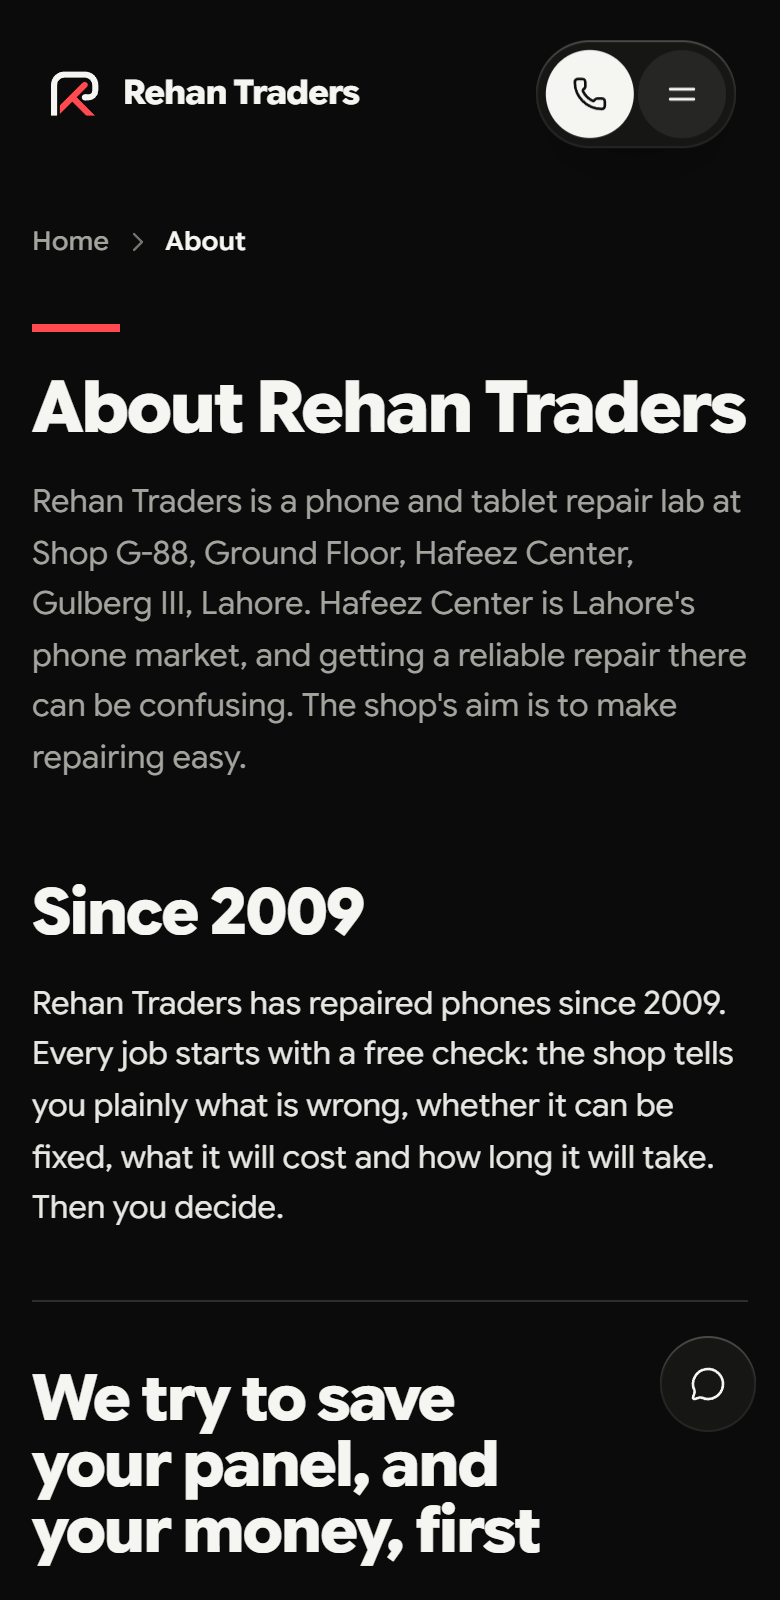 Rehan Traders
Home > About
About Rehan Traders
Rehan Traders is a phone and tablet repair lab at
Shop G-88, Ground Floor, Hafeez Center,
Gulberg III, Lahore. Hafeez Center is Lahore's
phone market, and getting a reliable repair there
can be confusing. The shop's aim is to make
repairing easy.
Since 2009
Rehan Traders has repaired phones since 2009.
Every job starts with a free check: the shop tells
you plainly what is wrong, whether it can be
fixed, what it will cost and how long it will take.
Then you decide.
We try to save
your panel, and
your money, first